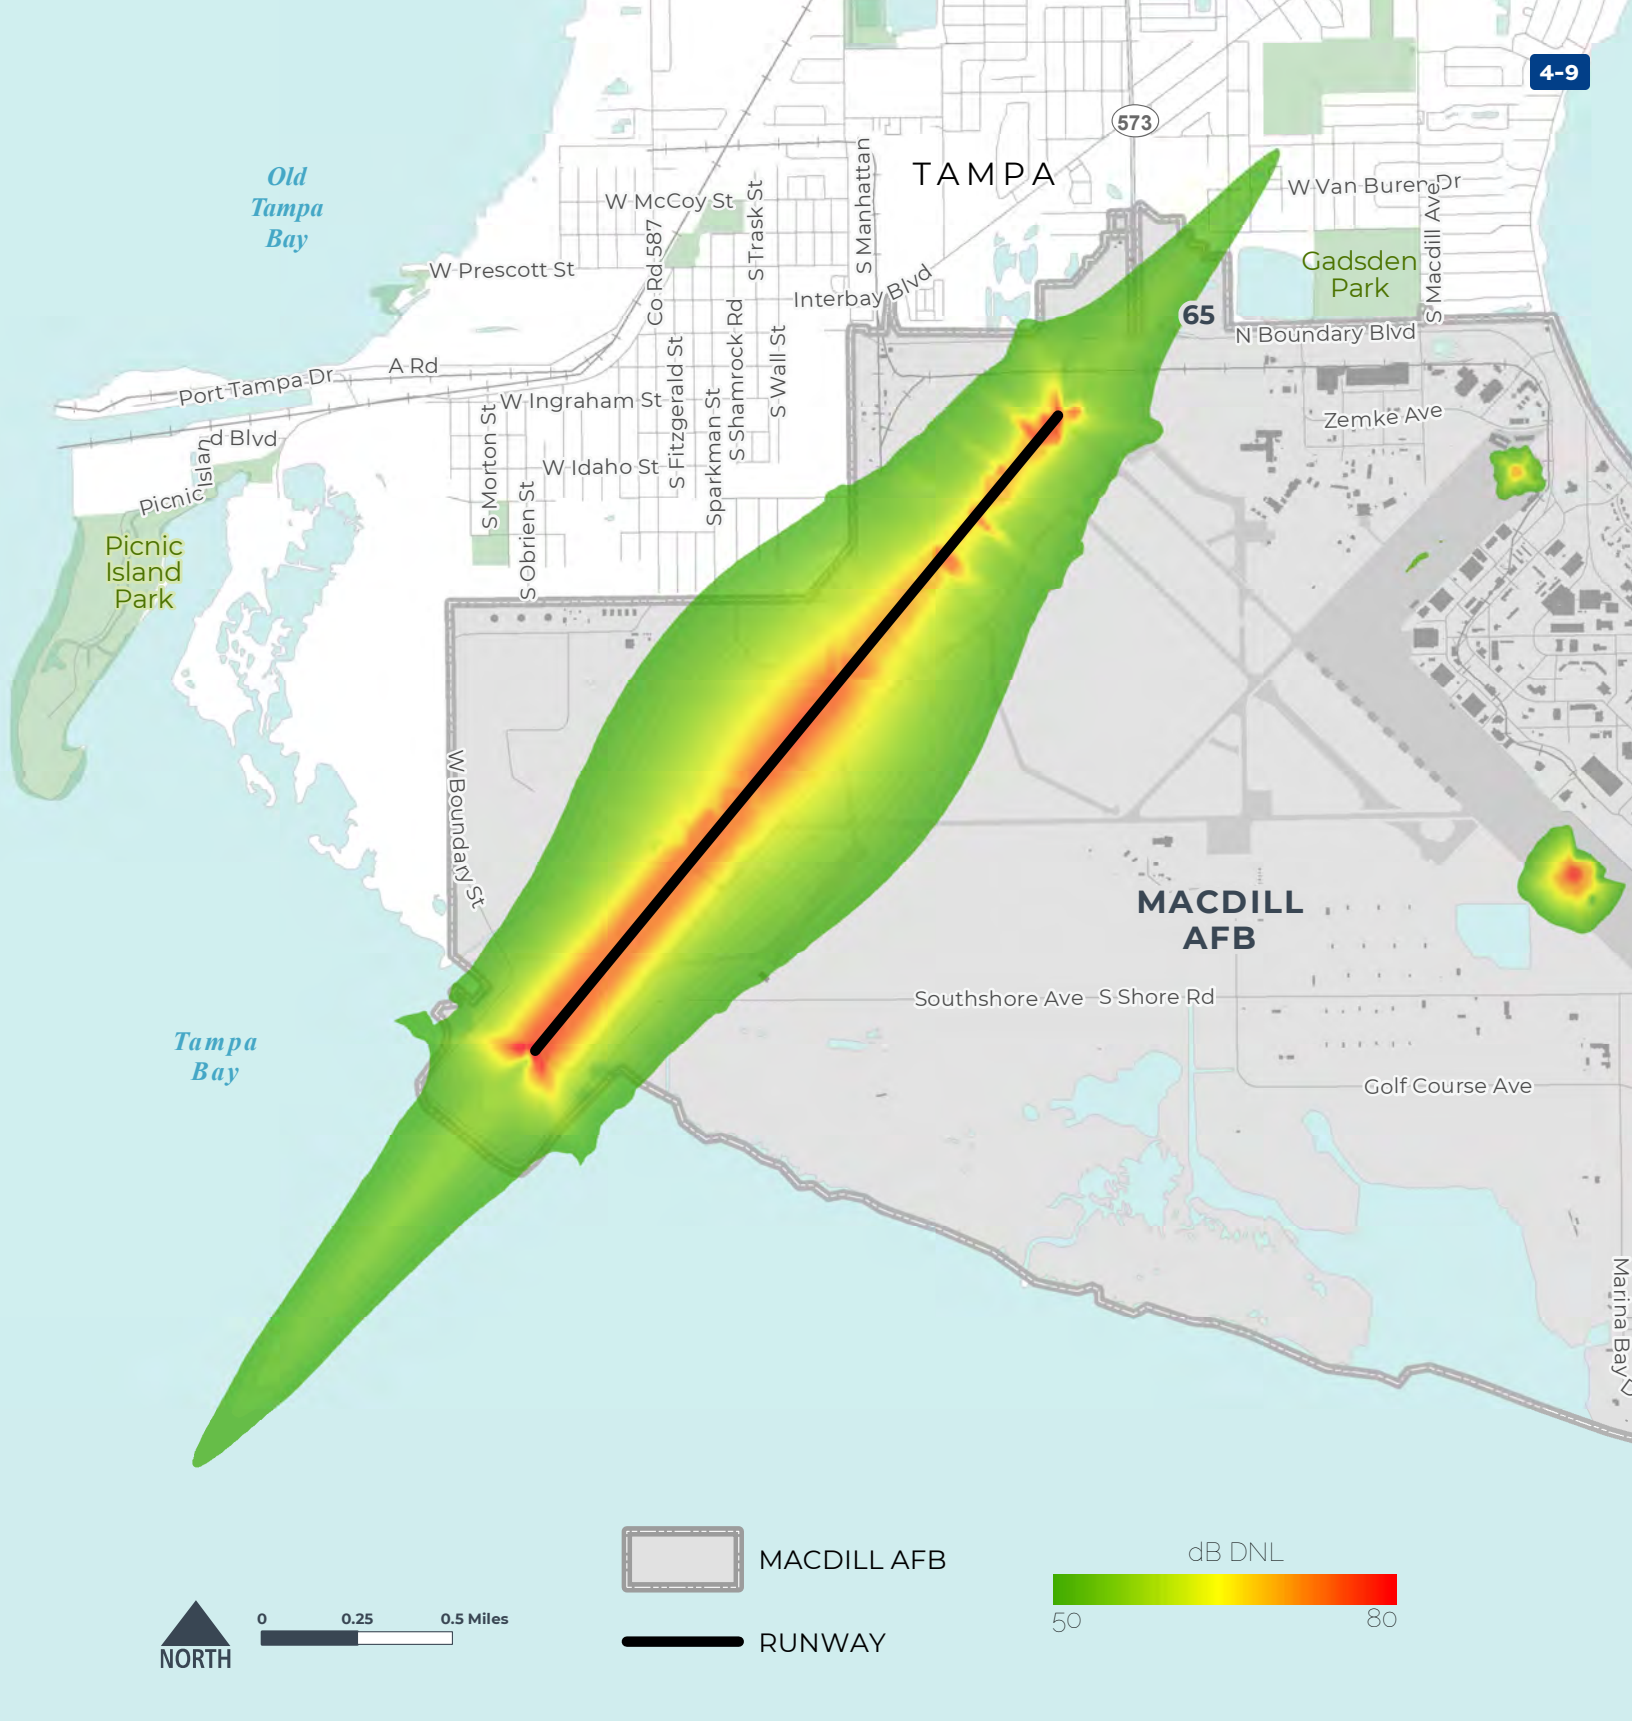 4-9
573
Old
Tampa
Bay
TAMPA
W Van Buren Dr
W McCoy St
S Trask St
S Manhattan
S Macdill Ave
Co Rd 587
W Prescott St
Gadsden
Park
Interbay Blvd
65
N Boundary Blvd
S Shamrock Rd
S Wall St
S Fitzgerald St
A Rd
Port Tampa Dr
W Ingraham St
Zemke Ave
Sparkman St
S Morton St
Picnic Island Blvd
W Idaho St
S Obrien St
Picnic
Island
Park
W Boundary St
MACDILL
AFB
Southshore Ave
S Shore Rd
Tampa
Bay
Golf Course Ave
Marina Bay D
MACDILL AFB
dB DNL
50
80
0
0.25
0.5 Miles
NORTH
RUNWAY